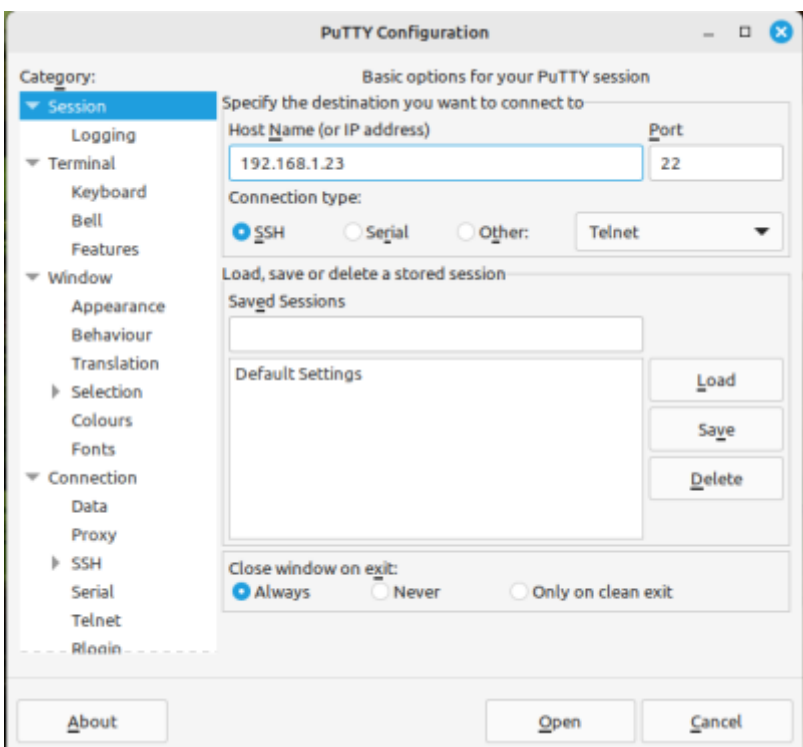 PuTTY Configuration
Category:
Session
Logging
Terminal
Keyboard
Bell
Features
Window
Appearance
Behaviour
Translation
Selection
Colours
Fonts
Connection
Data
Proxy
SSH
Serial
Telnet
Rlogin
Basic options for your PuTTY session
Specify the destination you want to connect to
Host Name (or IP address) Port
192.168.1.23 22
Connection type:
SSH Serial Other: Telnet
Load, save or delete a stored session
Saved Sessions
Default Settings
Load
Save
Delete
Close window on exit:
Always Never Only on clean exit
About Open Cancel